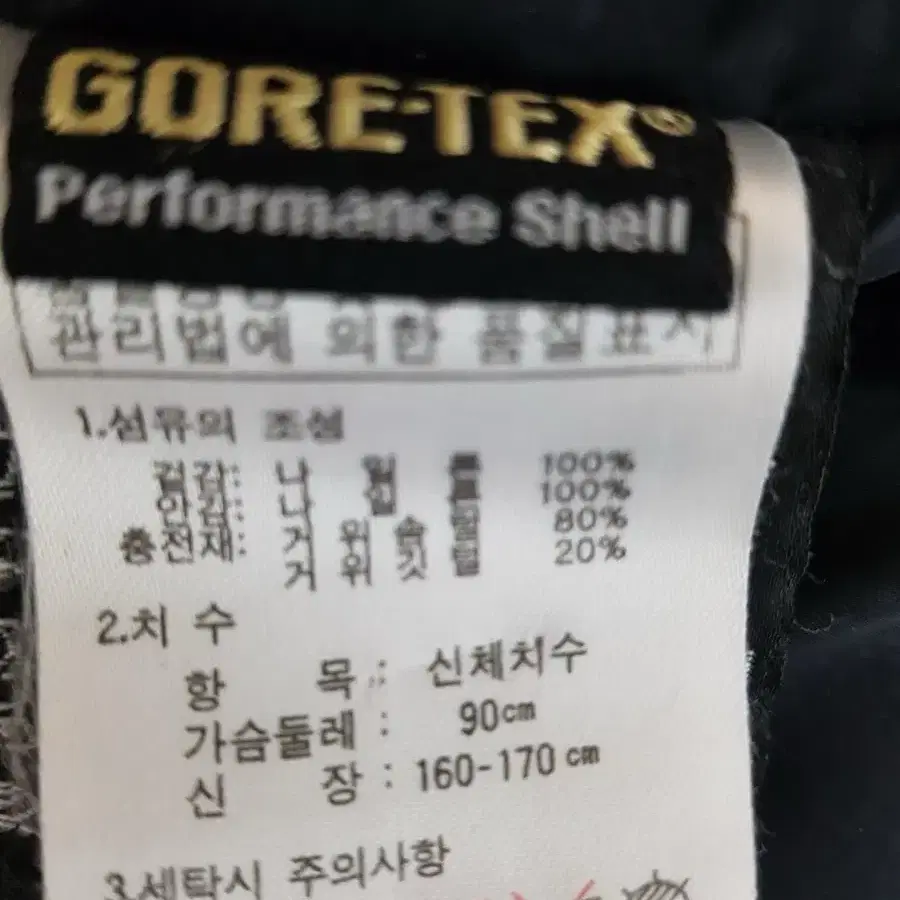 GORE-TEX®
Performance Shell
관리법에 의한 품질표시
1.섬유의 조성
겉감: 나 일 론 100%
안감: 나 일 론 100%
충전재: 거 위 솜 털 80%
거 위 깃 털 20%
2.치 수
항 목 : 신체치수
가슴둘레 : 90cm
신 장 : 160-170cm
3.세탁시 주의사항